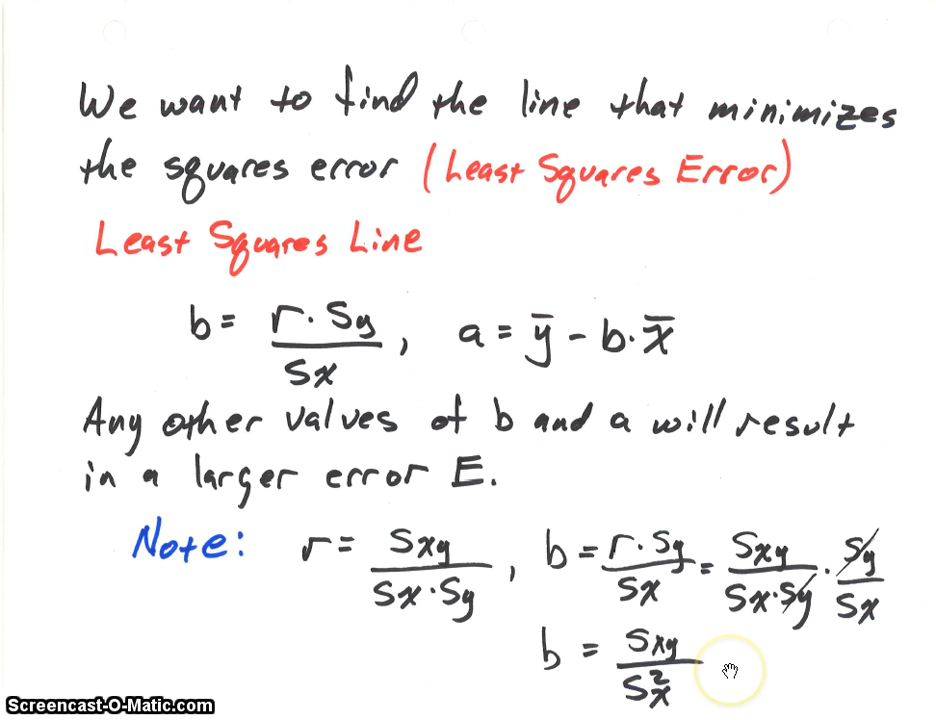 We want to find the line that minimizes
the squares error (Least Squares Error)
Least Squares Line
b = r · Sy / Sx , a = ȳ - b · x̄
Any other values of b and a will result
in a larger error E.
Note: r = Sxy / Sx · Sy , b = r · Sy / Sx = Sxy / Sx · Sy · Sy / Sx
b = Sxy / S²x
Screencast-O-Matic.com